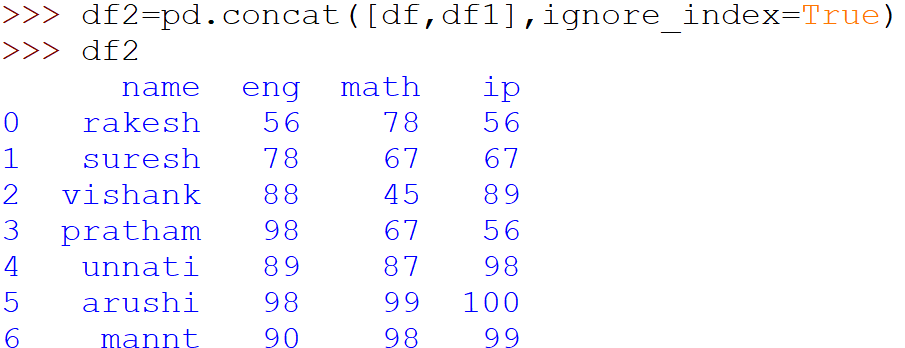 >>> df2=pd.concat([df,df1],ignore_index=True)
>>> df2
      name  eng  math   ip
0   rakesh   56    78   56
1   suresh   78    67   67
2  vishank   88    45   89
3  pratham   98    67   56
4   unnati   89    87   98
5   arushi   98    99  100
6    mannt   90    98   99